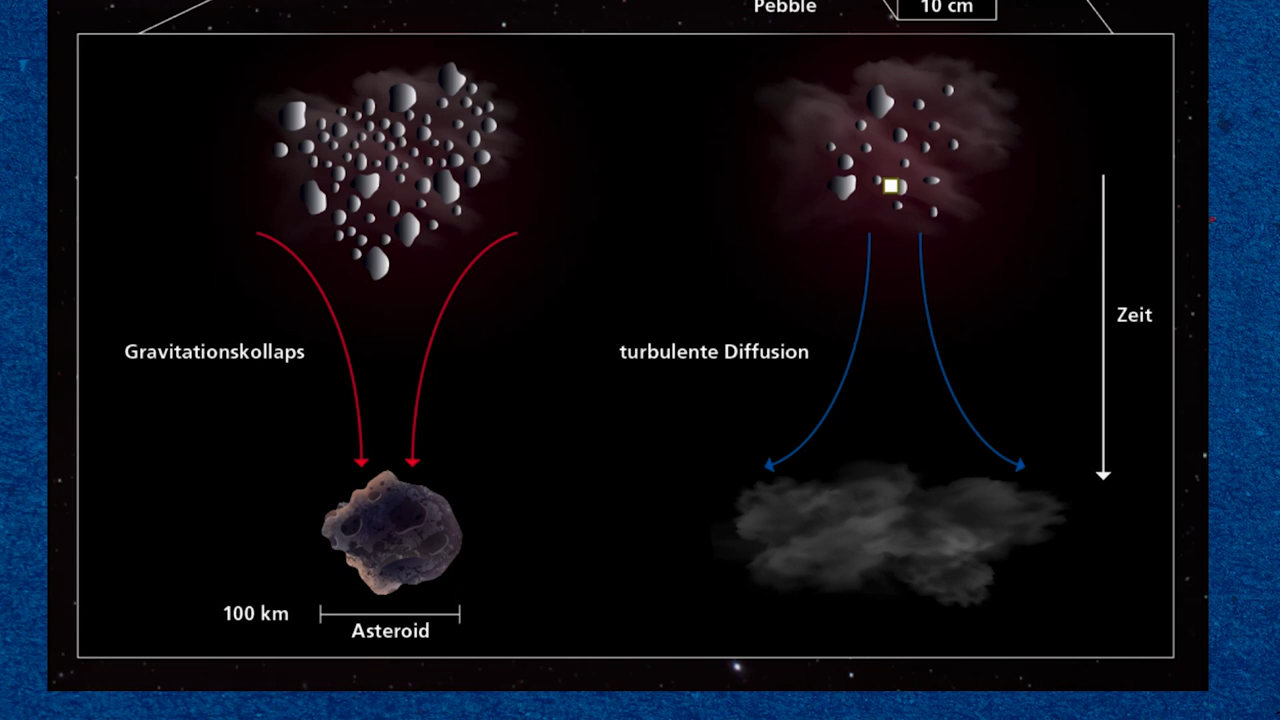 Pebble
10 cm
Gravitationskollaps
turbulente Diffusion
Zeit
100 km
Asteroid